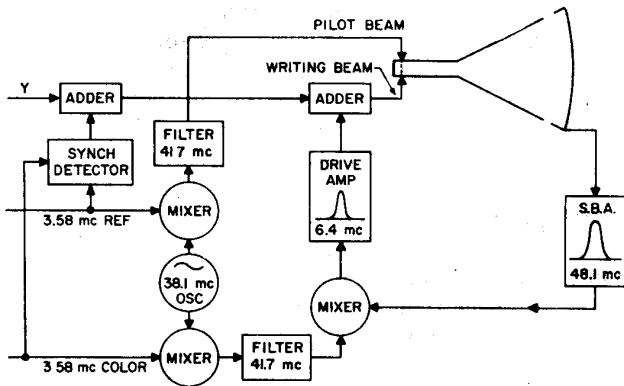 PILOT BEAM
WRITING BEAM
Y
ADDER
ADDER
SYNCH
DETECTOR
FILTER
41.7 mc
DRIVE
AMP
6.4 mc
S.B.A.
48.1 mc
3.58 mc REF
MIXER
38.1 mc
OSC
MIXER
3.58 mc COLOR
MIXER
FILTER
41.7 mc